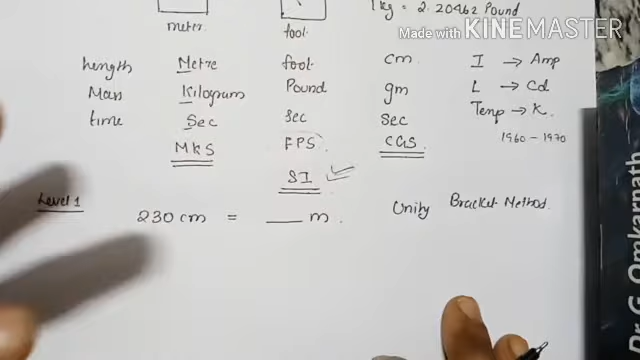 1 kg = 2.20462 Pound
Made with KINEMASTER
metre foot
Length Metre foot cm I → Amp
Mass Kilogram Pound gm L → Cd
time Sec sec sec Temp → K.
MKS FPS CGS 1960 - 1970
SI
Level 1
230 cm = ___ m. Unity Bracket Method.
Dr. G. Omkarnath